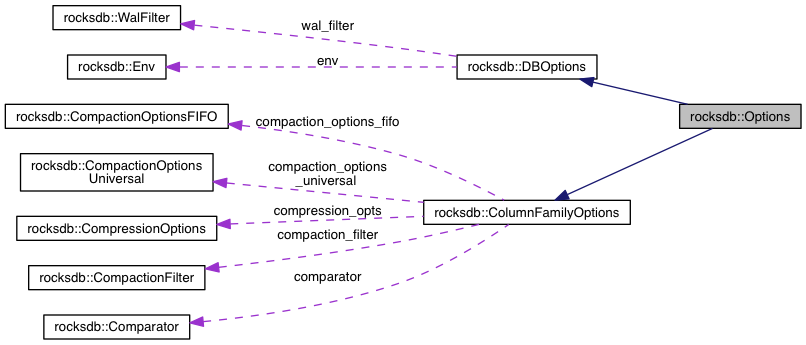 rocksdb::WalFilter
wal_filter
rocksdb::Env
env
rocksdb::DBOptions
rocksdb::Options
rocksdb::CompactionOptionsFIFO
compaction_options_fifo
rocksdb::CompactionOptions
Universal
compaction_options
_universal
rocksdb::ColumnFamilyOptions
rocksdb::CompressionOptions
compression_opts
compaction_filter
rocksdb::CompactionFilter
comparator
rocksdb::Comparator